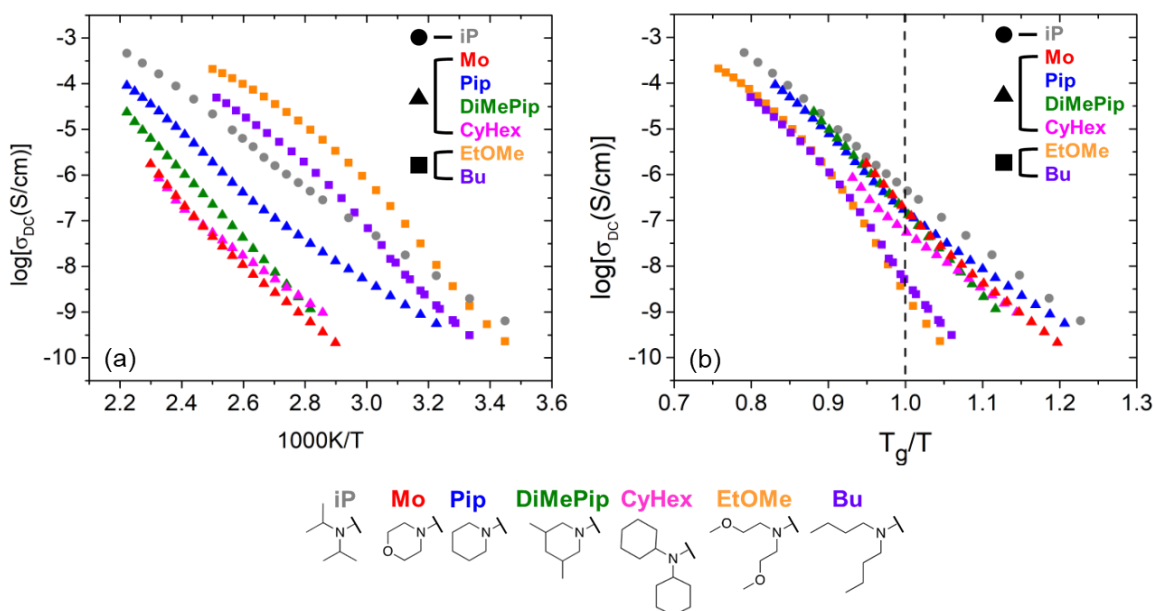 -3
-4
-5
-6
-7
-8
-9
-10
log[σDC(S/cm)]
iP
Mo
Pip
DiMePip
CyHex
EtOMe
Bu
(a)
2.2 2.4 2.6 2.8 3.0 3.2 3.4 3.6
1000K/T
-3
-4
-5
-6
-7
-8
-9
-10
log[σDC(S/cm)]
iP
Mo
Pip
DiMePip
CyHex
EtOMe
Bu
(b)
0.7 0.8 0.9 1.0 1.1 1.2 1.3
Tg/T
iP Mo Pip DiMePip CyHex EtOMe Bu
N
N
O
N
N
N
N
O
O
N